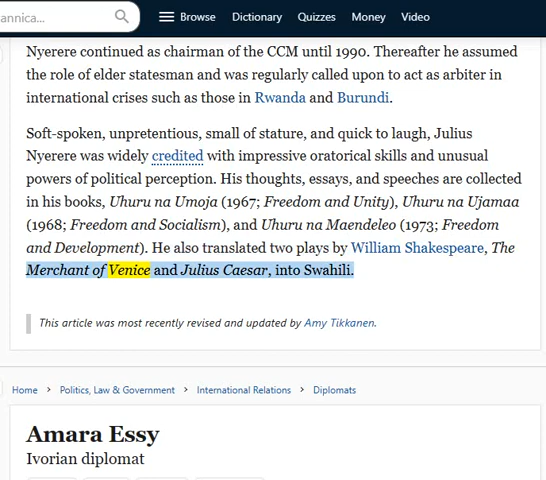 annica...
Browse
Dictionary
Quizzes
Money
Video
Nyerere continued as chairman of the CCM until 1990. Thereafter he assumed
the role of elder statesman and was regularly called upon to act as arbiter in
international crises such as those in Rwanda and Burundi.
Soft-spoken, unpretentious, small of stature, and quick to laugh, Julius
Nyerere was widely credited with impressive oratorical skills and unusual
powers of political perception. His thoughts, essays, and speeches are collected
in his books, Uhuru na Umoja (1967; Freedom and Unity), Uhuru na Ujamaa
(1968; Freedom and Socialism), and Uhuru na Maendeleo (1973; Freedom
and Development). He also translated two plays by William Shakespeare, The
Merchant of Venice and Julius Caesar, into Swahili.
This article was most recently revised and updated by Amy Tikkanen.
Home > Politics, Law & Government > International Relations > Diplomats
Amara Essy
Ivorian diplomat